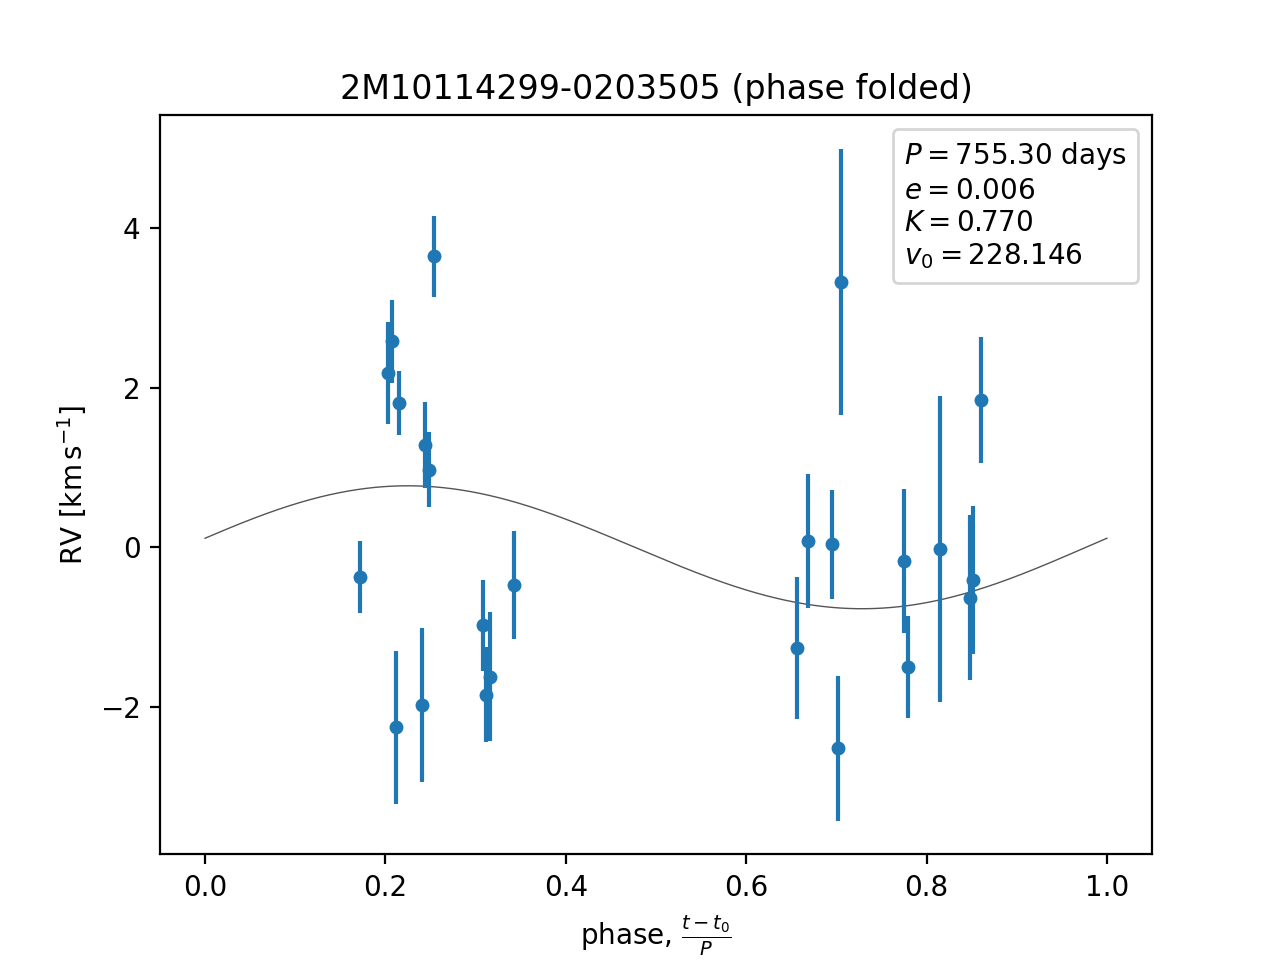 2M10114299-0203505 (phase folded)
P = 755.30 days
e = 0.006
K = 0.770
v₀ = 228.146
4
2
0
−2
RV [km s⁻¹]
0.0 0.2 0.4 0.6 0.8 1.0
phase, (t − t₀)/P